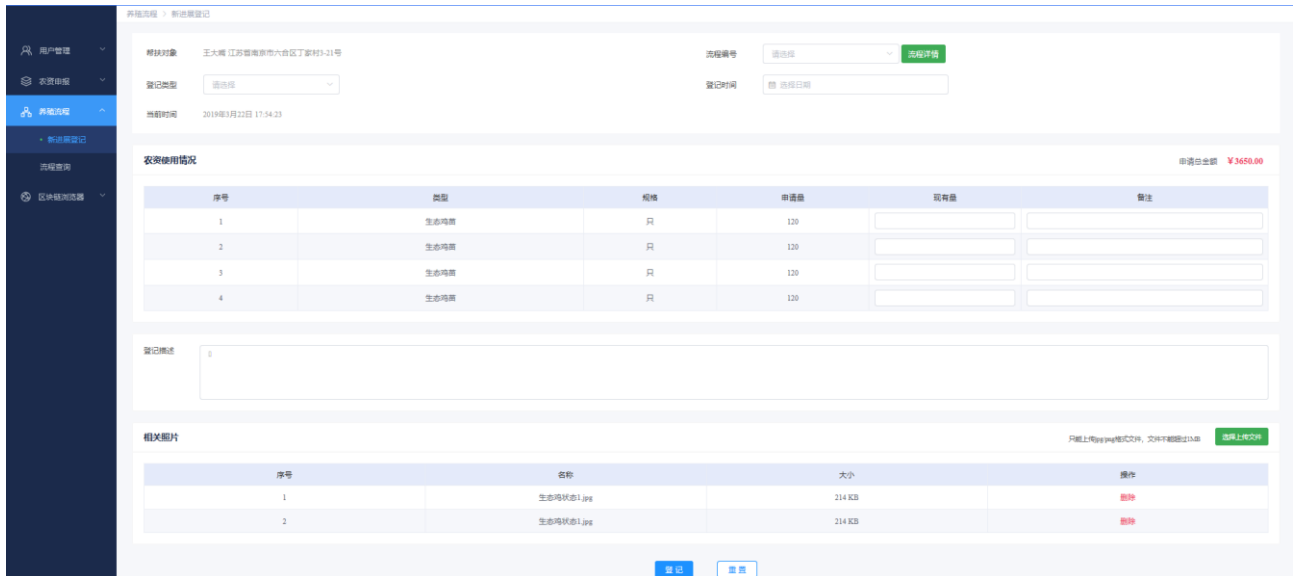 养殖流程 > 新进展登记
用户管理
农资申报
养殖流程
新进展登记
流程查询
区块链浏览器
帮扶对象 王大嘴 江苏省南京市六合区丁家村3-21号 流程编号 请选择 流程详情
登记类型 请选择 登记时间 选择日期
当前时间 2019年3月22日 17:54:23
农资使用情况 申请总金额 ¥3650.00
序号 类型 规格 申请量 现有量 备注
1 生态鸡苗 只 120
2 生态鸡苗 只 120
3 生态鸡苗 只 120
4 生态鸡苗 只 120
登记描述
相关照片 只能上传jpg/png格式文件，文件不能超过15MB 选择上传文件
序号 名称 大小 操作
1 生态鸡状态1.jpg 214 KB 删除
2 生态鸡状态1.jpg 214 KB 删除
登记 重置